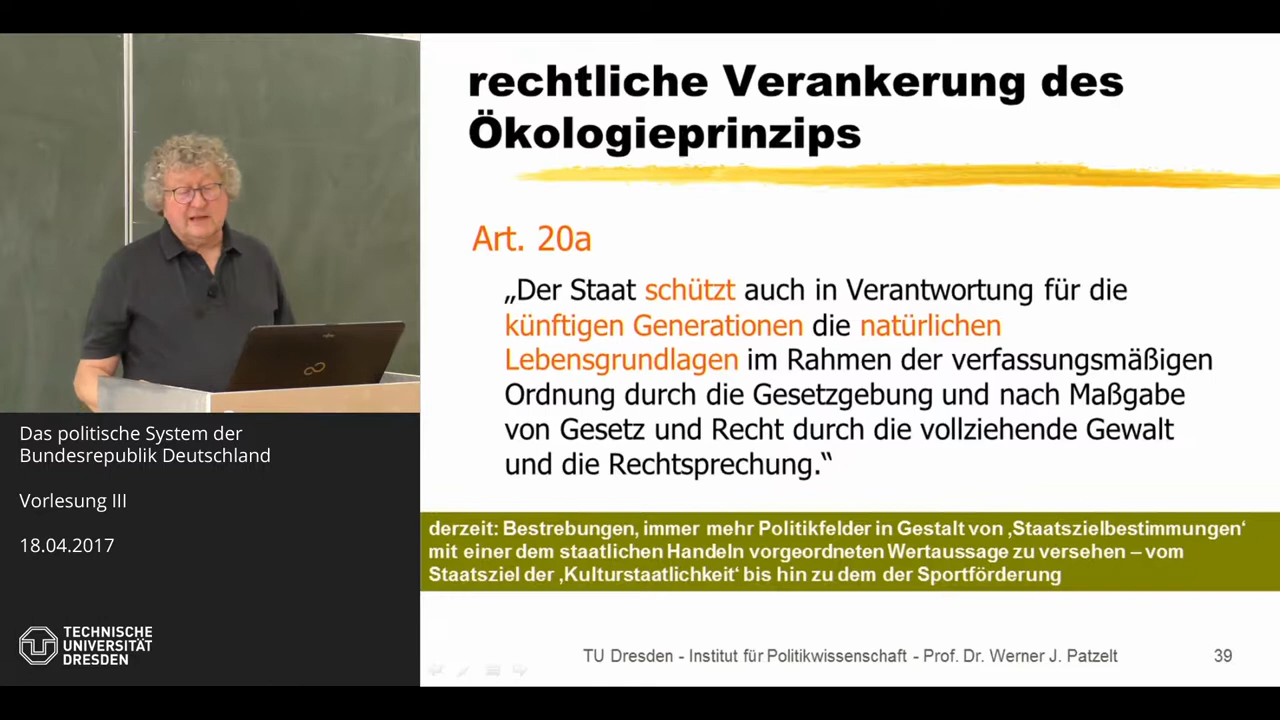 rechtliche Verankerung des
Ökologieprinzips
Art. 20a
„Der Staat schützt auch in Verantwortung für die
künftigen Generationen die natürlichen
Lebensgrundlagen im Rahmen der verfassungsmäßigen
Ordnung durch die Gesetzgebung und nach Maßgabe
von Gesetz und Recht durch die vollziehende Gewalt
und die Rechtsprechung.“
derzeit: Bestrebungen, immer mehr Politikfelder in Gestalt von ‚Staatszielbestimmungen‘
mit einer dem staatlichen Handeln vorgeordneten Wertaussage zu versehen – vom
Staatsziel der ‚Kulturstaatlichkeit‘ bis hin zu dem der Sportförderung
TU Dresden - Institut für Politikwissenschaft - Prof. Dr. Werner J. Patzelt
39
Das politische System der
Bundesrepublik Deutschland
Vorlesung III
18.04.2017
TECHNISCHE
UNIVERSITÄT
DRESDEN